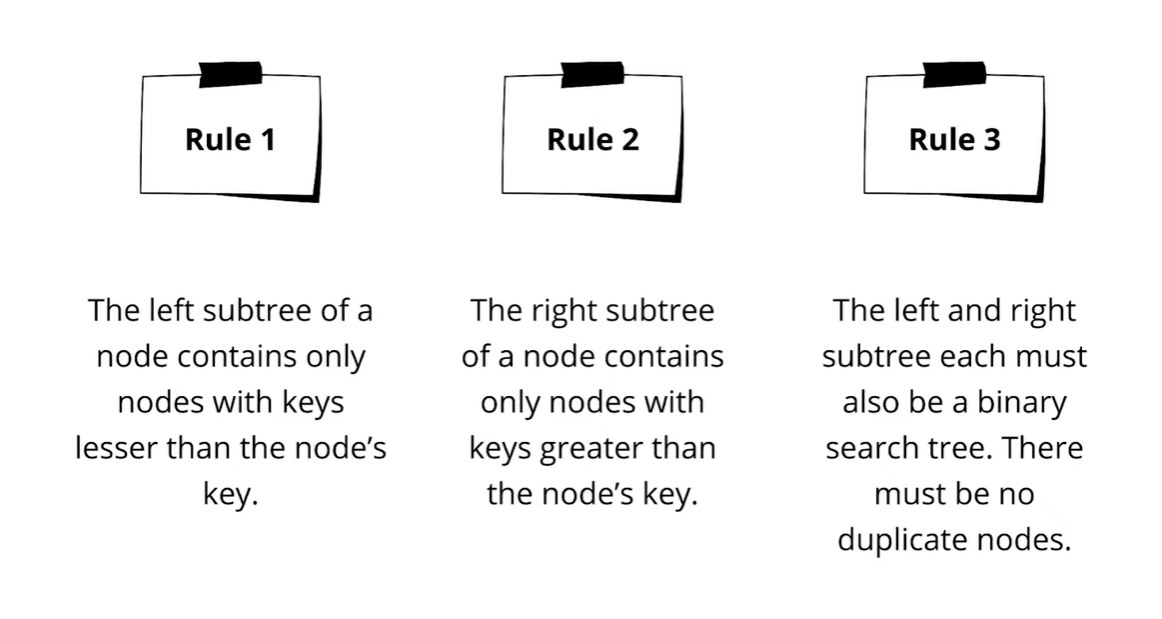 Rule 1
The left subtree of a
node contains only
nodes with keys
lesser than the node’s
key.
Rule 2
The right subtree
of a node contains
only nodes with
keys greater than
the node’s key.
Rule 3
The left and right
subtree each must
also be a binary
search tree. There
must be no
duplicate nodes.